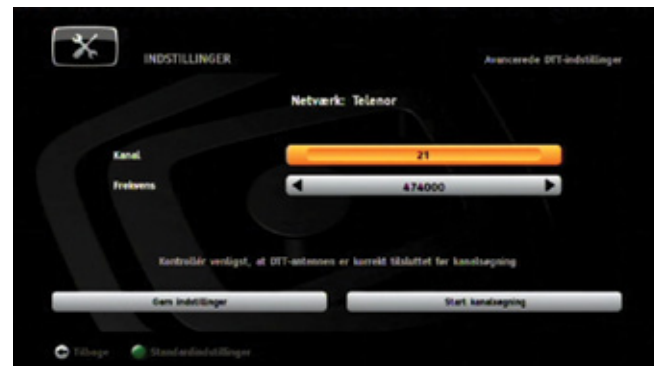 INDSTILLINGER
Avancerede DTT-indstillinger
Netværk: Telenor
Kanal 21
Frekvens 474000
Kontrollér venligst, at DTT-antennen er korrekt tilsluttet før kanalsøgning
Gem indstillinger Start kanalsøgning
Tilbage Standardindstillinger